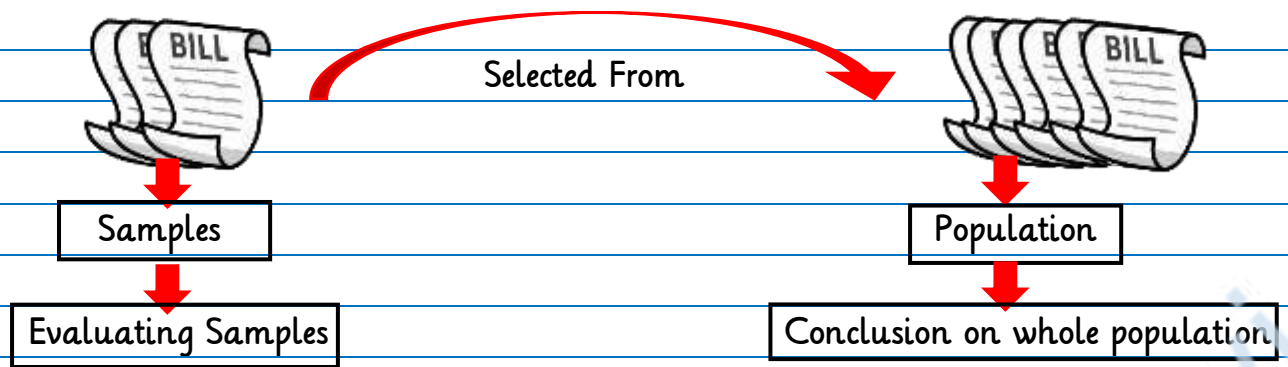 BILL
BILL
Selected From
Samples
Population
Evaluating Samples
Conclusion on whole population